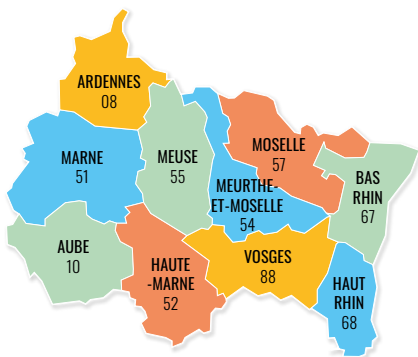 ARDENNES
08
MARNE
51
MEUSE
55
MOSELLE
57
MEURTHE-
ET-MOSELLE
54
BAS
RHIN
67
AUBE
10
HAUTE
-MARNE
52
VOSGES
88
HAUT
RHIN
68